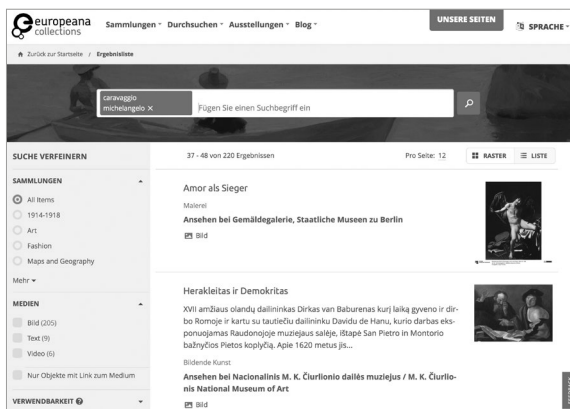 europeana
collections
Sammlungen Durchsuchen Ausstellungen Blog
UNSERE SEITEN
SPRACHE
Zurück zur Startseite / Ergebnisliste
caravaggio
michelangelo ×
Fügen Sie einen Suchbegriff ein
SUCHE VERFEINERN
37 - 48 von 220 Ergebnissen
Pro Seite: 12
RASTER
LISTE
SAMMLUNGEN
All Items
1914-1918
Art
Fashion
Maps and Geography
Mehr
MEDIEN
Bild (205)
Text (9)
Video (6)
Nur Objekte mit Link zum Medium
VERWENDBARKEIT
Amor als Sieger
Malerei
Ansehen bei Gemäldegalerie, Staatliche Museen zu Berlin
Bild
Herakleitas ir Demokritas
XVII amžiaus olandų dailininkas Dirkas van Baburenas kurį laiką gyveno ir dir-
bo Romoje ir kartu su tautiečiu dailininku Davidu de Hanu, kurio darbas eks-
ponuojamas Raudonojoje muziejaus salėje, ištapė San Pietro in Montorio
bažnyčios Pietos koplyčią. Apie 1620 metus jis...
Bildende Kunst
Ansehen bei Nacionalinis M. K. Čiurlionio dailės muziejus / M. K. Čiurlio-
nis National Museum of Art
Bild